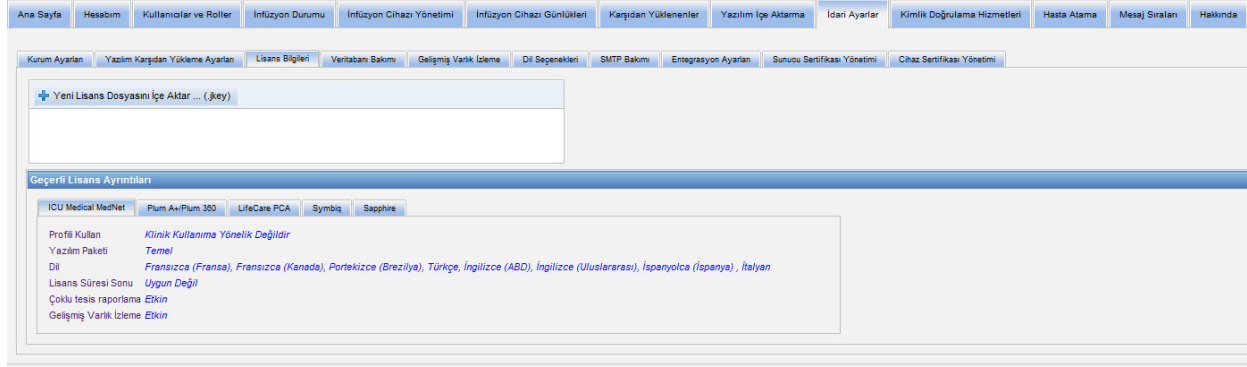 Ana Sayfa Hesabım Kullanıcılar ve Roller İnfüzyon Durumu İnfüzyon Cihazı Yönetimi İnfüzyon Cihazı Günlükleri Karşıdan Yüklenenler Yazılım İçe Aktarma İdari Ayarlar Kimlik Doğrulama Hizmetleri Hasta Atama Mesaj Sıraları Hakkında
Kurum Ayarları Yazılım Karşıdan Yükleme Ayarları Lisans Bilgileri Veritabanı Bakımı Gelişmiş Varlık İzleme Dil Seçenekleri SMTP Bakımı Entegrasyon Ayarları Sunucu Sertifikası Yönetimi Cihaz Sertifikası Yönetimi
Yeni Lisans Dosyasını İçe Aktar ... (.jkey)
Geçerli Lisans Ayrıntıları
ICU Medical MedNet Plum A+/Plum 360 LifeCare PCA Symbiq Sapphire
Profili Kullan Klinik Kullanıma Yönelik Değildir
Yazılım Paketi Temel
Dil Fransızca (Fransa), Fransızca (Kanada), Portekizce (Brezilya), Türkçe, İngilizce (ABD), İngilizce (Uluslararası), İspanyolca (İspanya) , İtalyan
Lisans Süresi Sonu Uygun Değil
Çoklu tesis raporlama Etkin
Gelişmiş Varlık İzleme Etkin